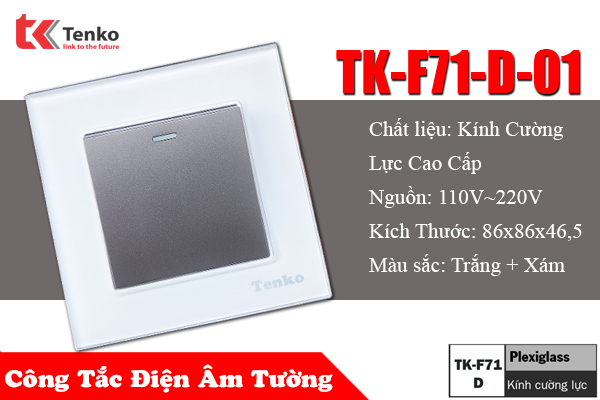 Tenko
link to the future
TK-F71-D-01
Chất liệu: Kính Cường
Lực Cao Cấp
Nguồn: 110V~220V
Kích Thước: 86x86x46,5
Màu sắc: Trắng + Xám
Tenko
Công Tắc Điện Âm Tường
TK-F71
D
Plexiglass
Kính cường lực